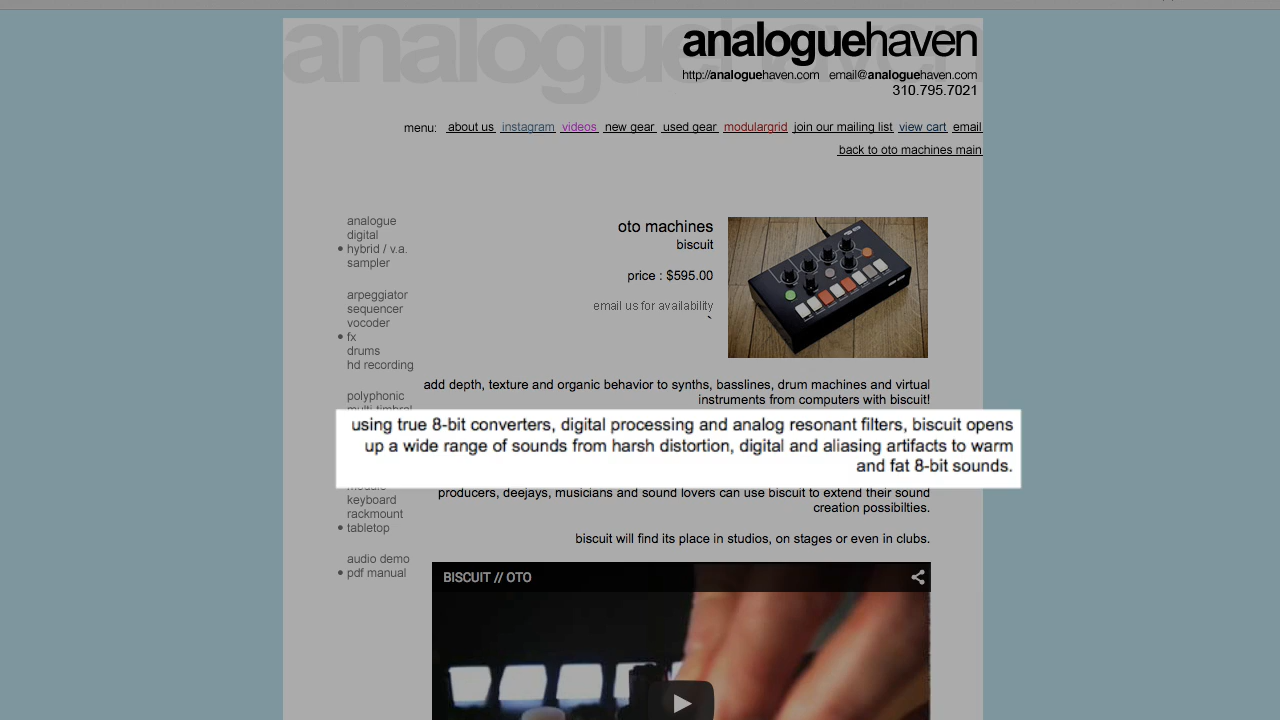 analoguehaven
analoguehaven
http://analoguehaven.com email@analoguehaven.com
310.795.7021
menu: about us instagram videos new gear used gear modulargrid join our mailing list view cart email
back to oto machines main
analogue
digital
hybrid / v.a.
sampler
arpeggiator
sequencer
vocoder
fx
drums
hd recording
polyphonic
oto machines
biscuit
price : $595.00
email us for availability
`
add depth, texture and organic behavior to synths, basslines, drum machines and virtual
instruments from computers with biscuit!
using true 8-bit converters, digital processing and analog resonant filters, biscuit opens
up a wide range of sounds from harsh distortion, digital and aliasing artifacts to warm
and fat 8-bit sounds.
keyboard
rackmount
tabletop
audio demo
pdf manual
producers, deejays, musicians and sound lovers can use biscuit to extend their sound
creation possibilties.
biscuit will find its place in studios, on stages or even in clubs.
BISCUIT // OTO